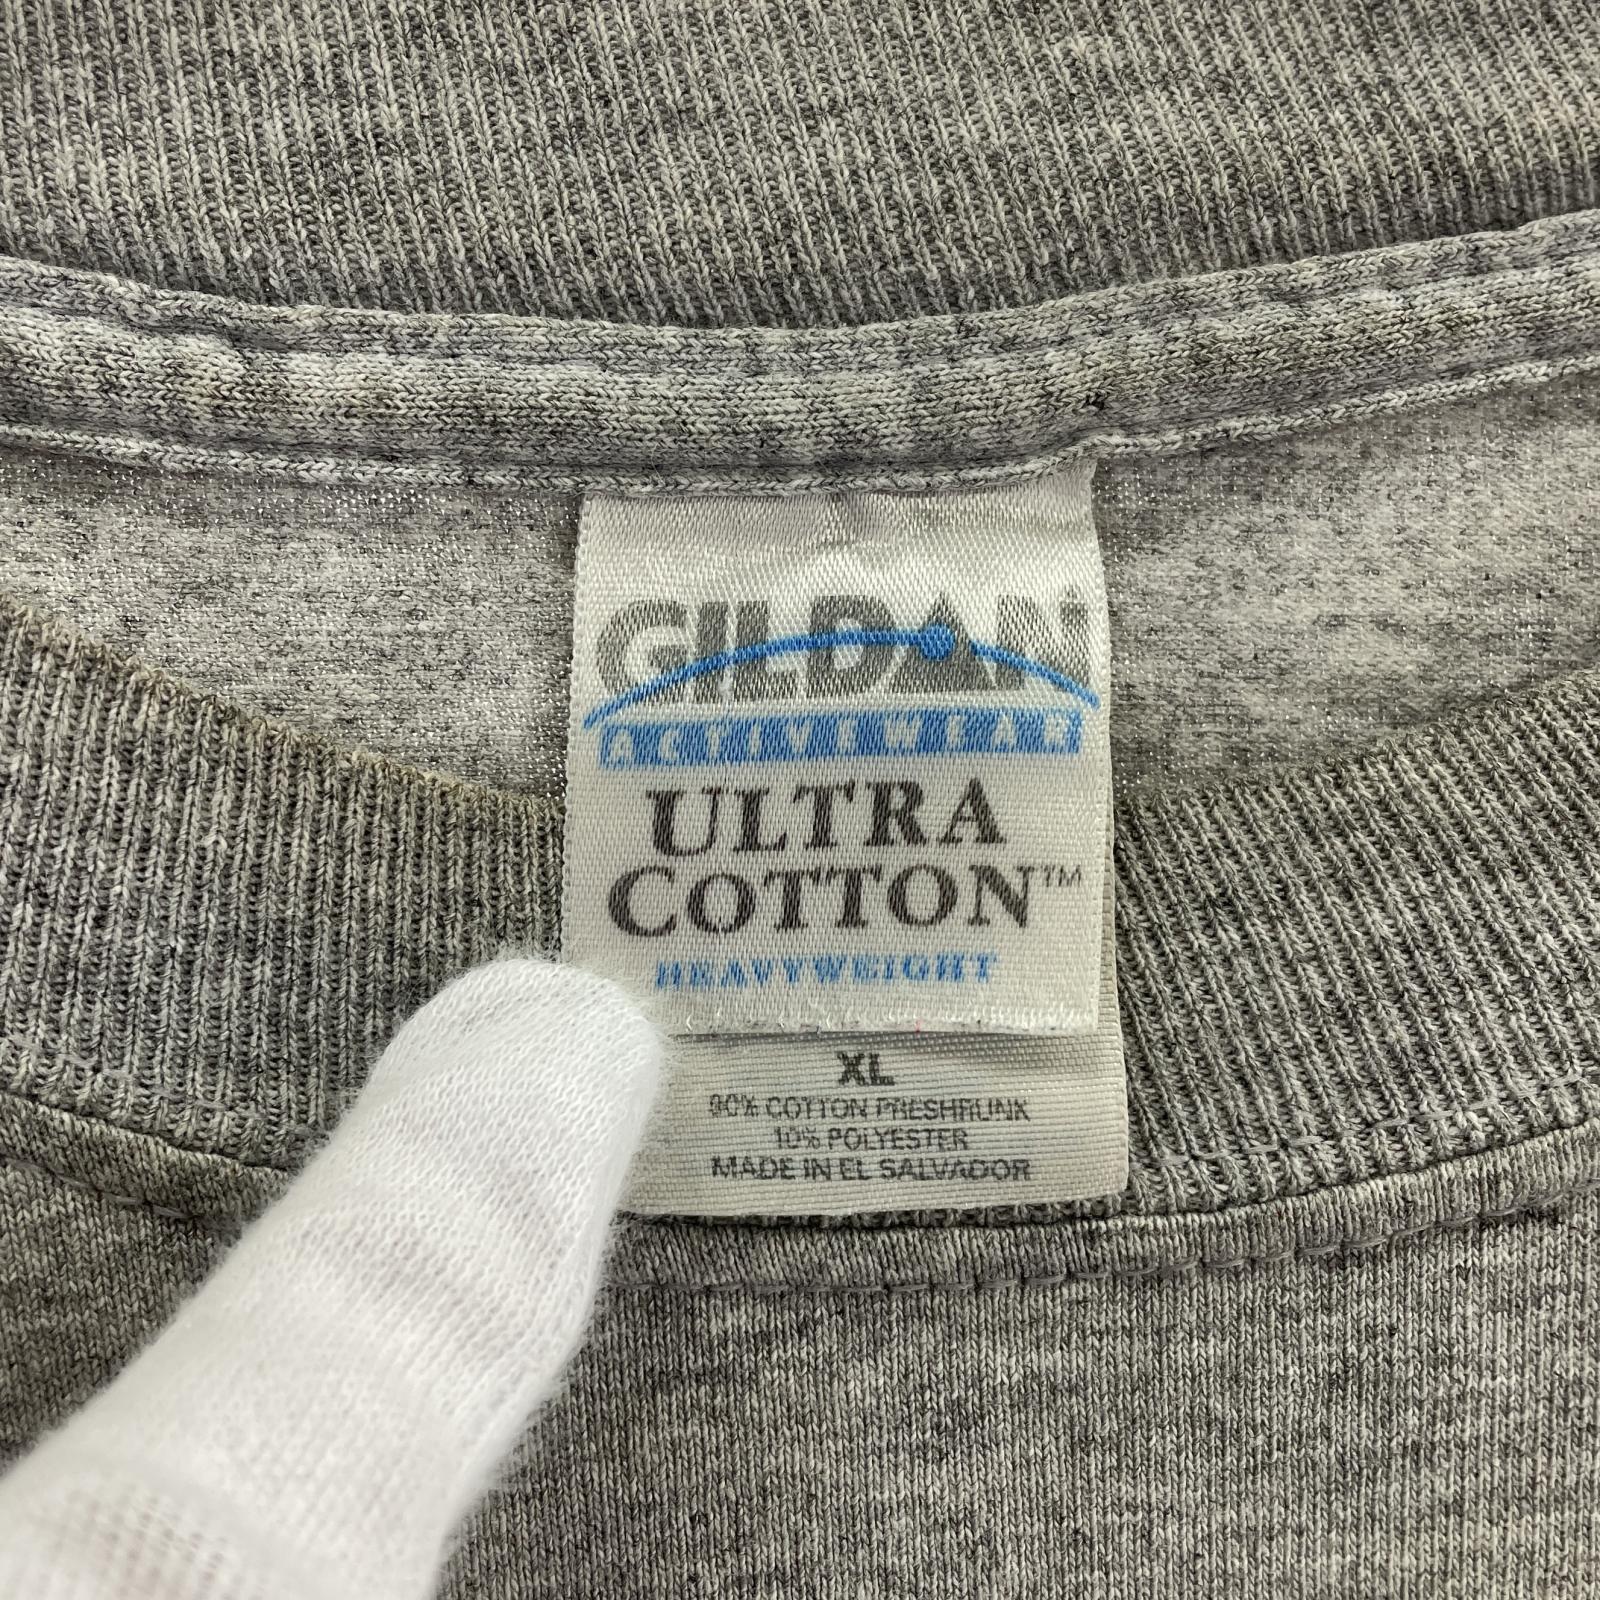 GILDAN
ACTIVEWEAR
ULTRA
COTTON™
HEAVYWEIGHT
XL
90% COTTON PRESHRUNK
10% POLYESTER
MADE IN EL SALVADOR